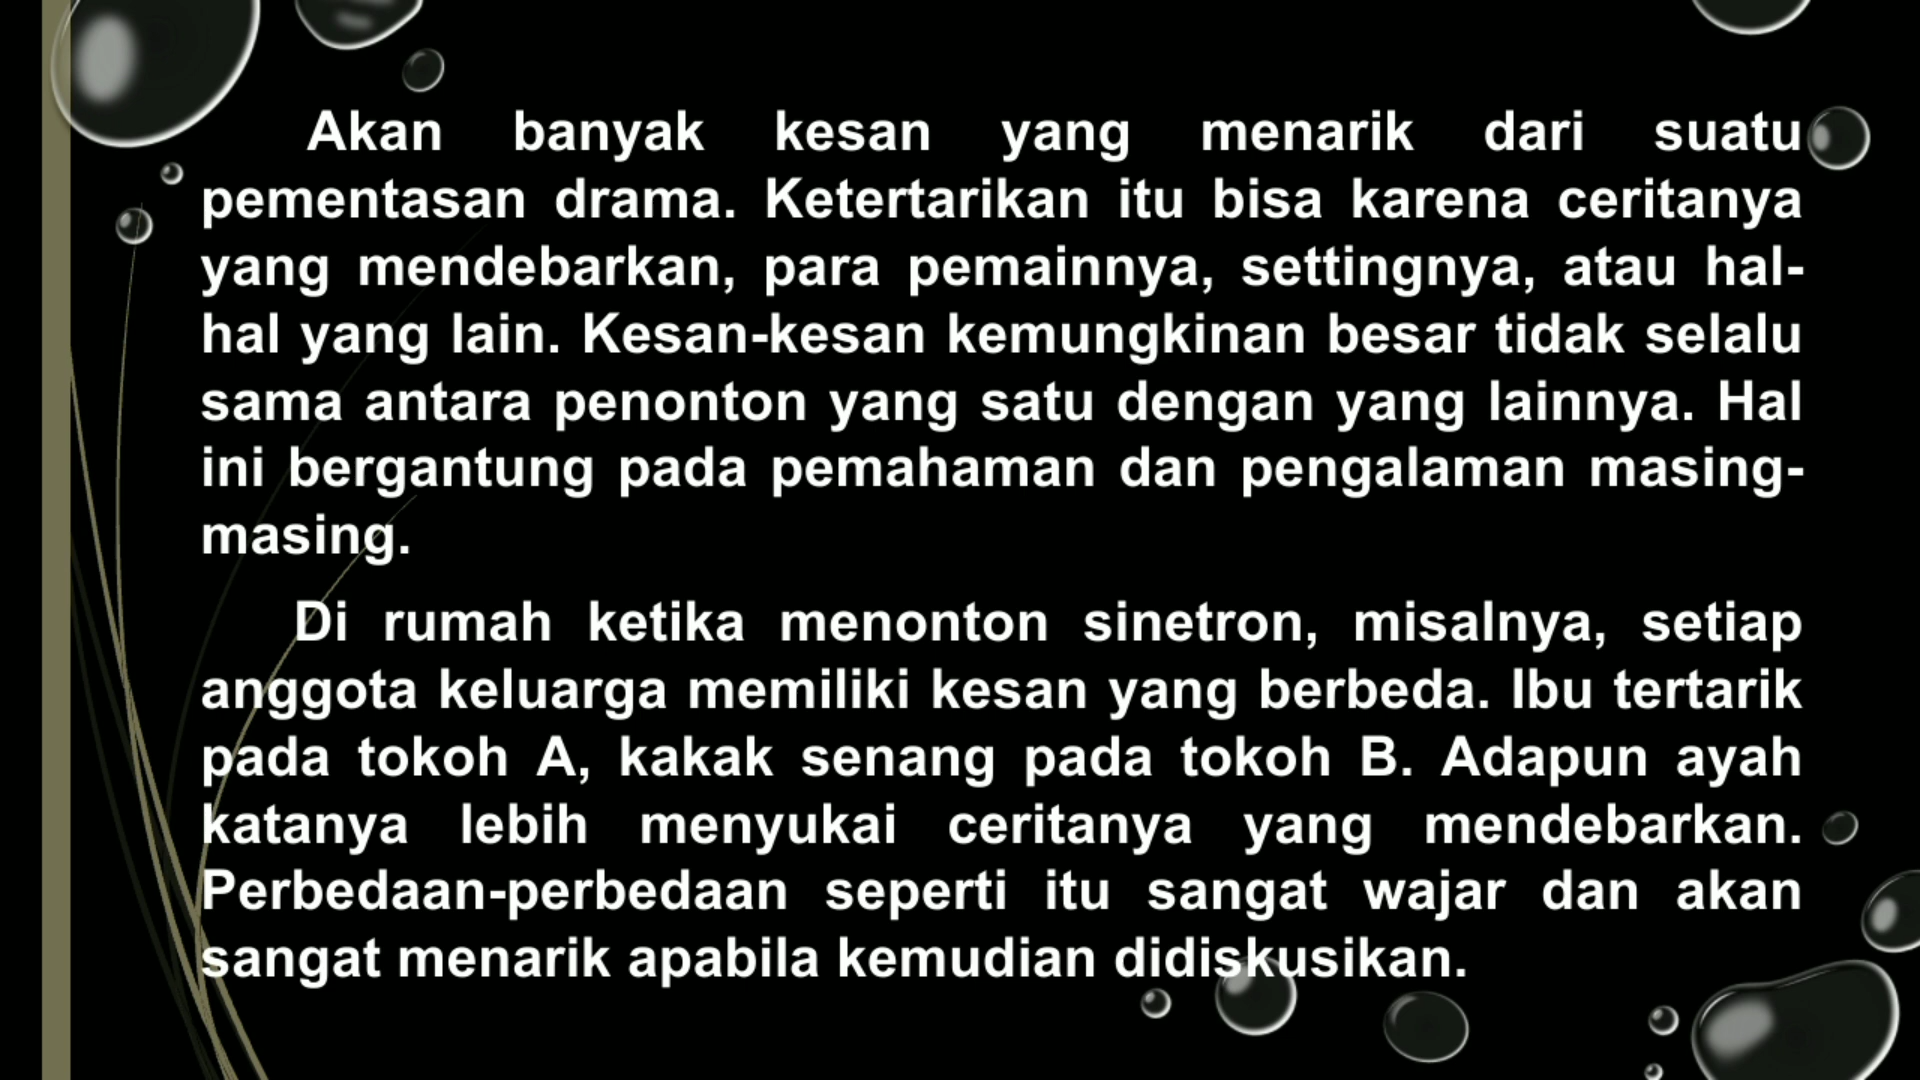 Akan banyak kesan yang menarik dari suatu
pementasan drama. Ketertarikan itu bisa karena ceritanya
yang mendebarkan, para pemainnya, settingnya, atau hal-
hal yang lain. Kesan-kesan kemungkinan besar tidak selalu
sama antara penonton yang satu dengan yang lainnya. Hal
ini bergantung pada pemahaman dan pengalaman masing-
masing.
Di rumah ketika menonton sinetron, misalnya, setiap
anggota keluarga memiliki kesan yang berbeda. Ibu tertarik
pada tokoh A, kakak senang pada tokoh B. Adapun ayah
katanya lebih menyukai ceritanya yang mendebarkan.
Perbedaan-perbedaan seperti itu sangat wajar dan akan
sangat menarik apabila kemudian didiskusikan.